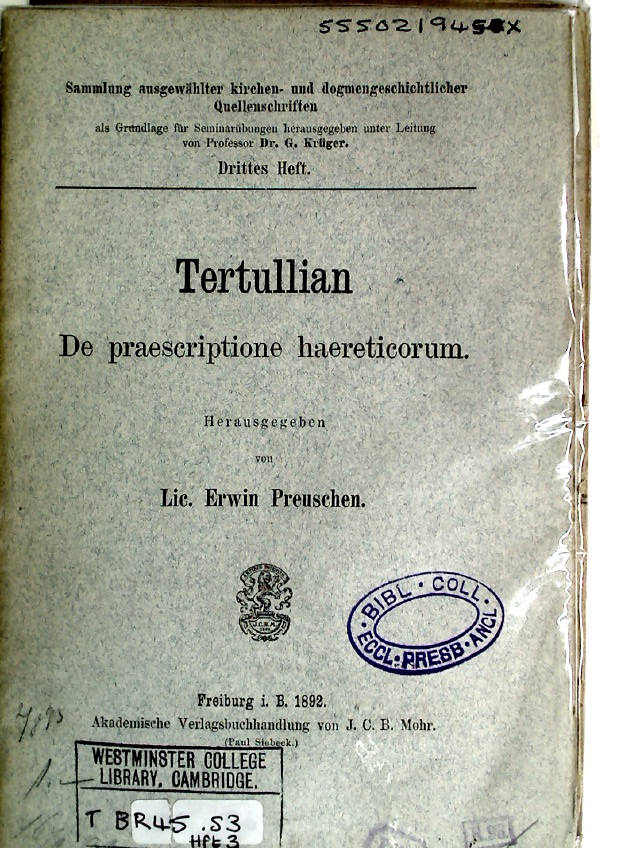 Sammlung ausgewählter kirchen- und dogmengeschichtlicher
Quellenschriften
als Grundlage für Seminarübungen herausgegeben unter Leitung
von Professor Dr. G. Krüger.
Drittes Heft.
Tertullian
De praescriptione haereticorum.
Herausgegeben
von
Lic. Erwin Preuschen.
J.C.B.M.
BIBL · COLL ·
ECCL · PRESB · ANGL
Freiburg i. B. 1892.
Akademische Verlagsbuchhandlung von J. C. B. Mohr.
(Paul Siebeck.)
WESTMINSTER COLLEGE
LIBRARY, CAMBRIDGE.
T BR45 .S3
Hft 3